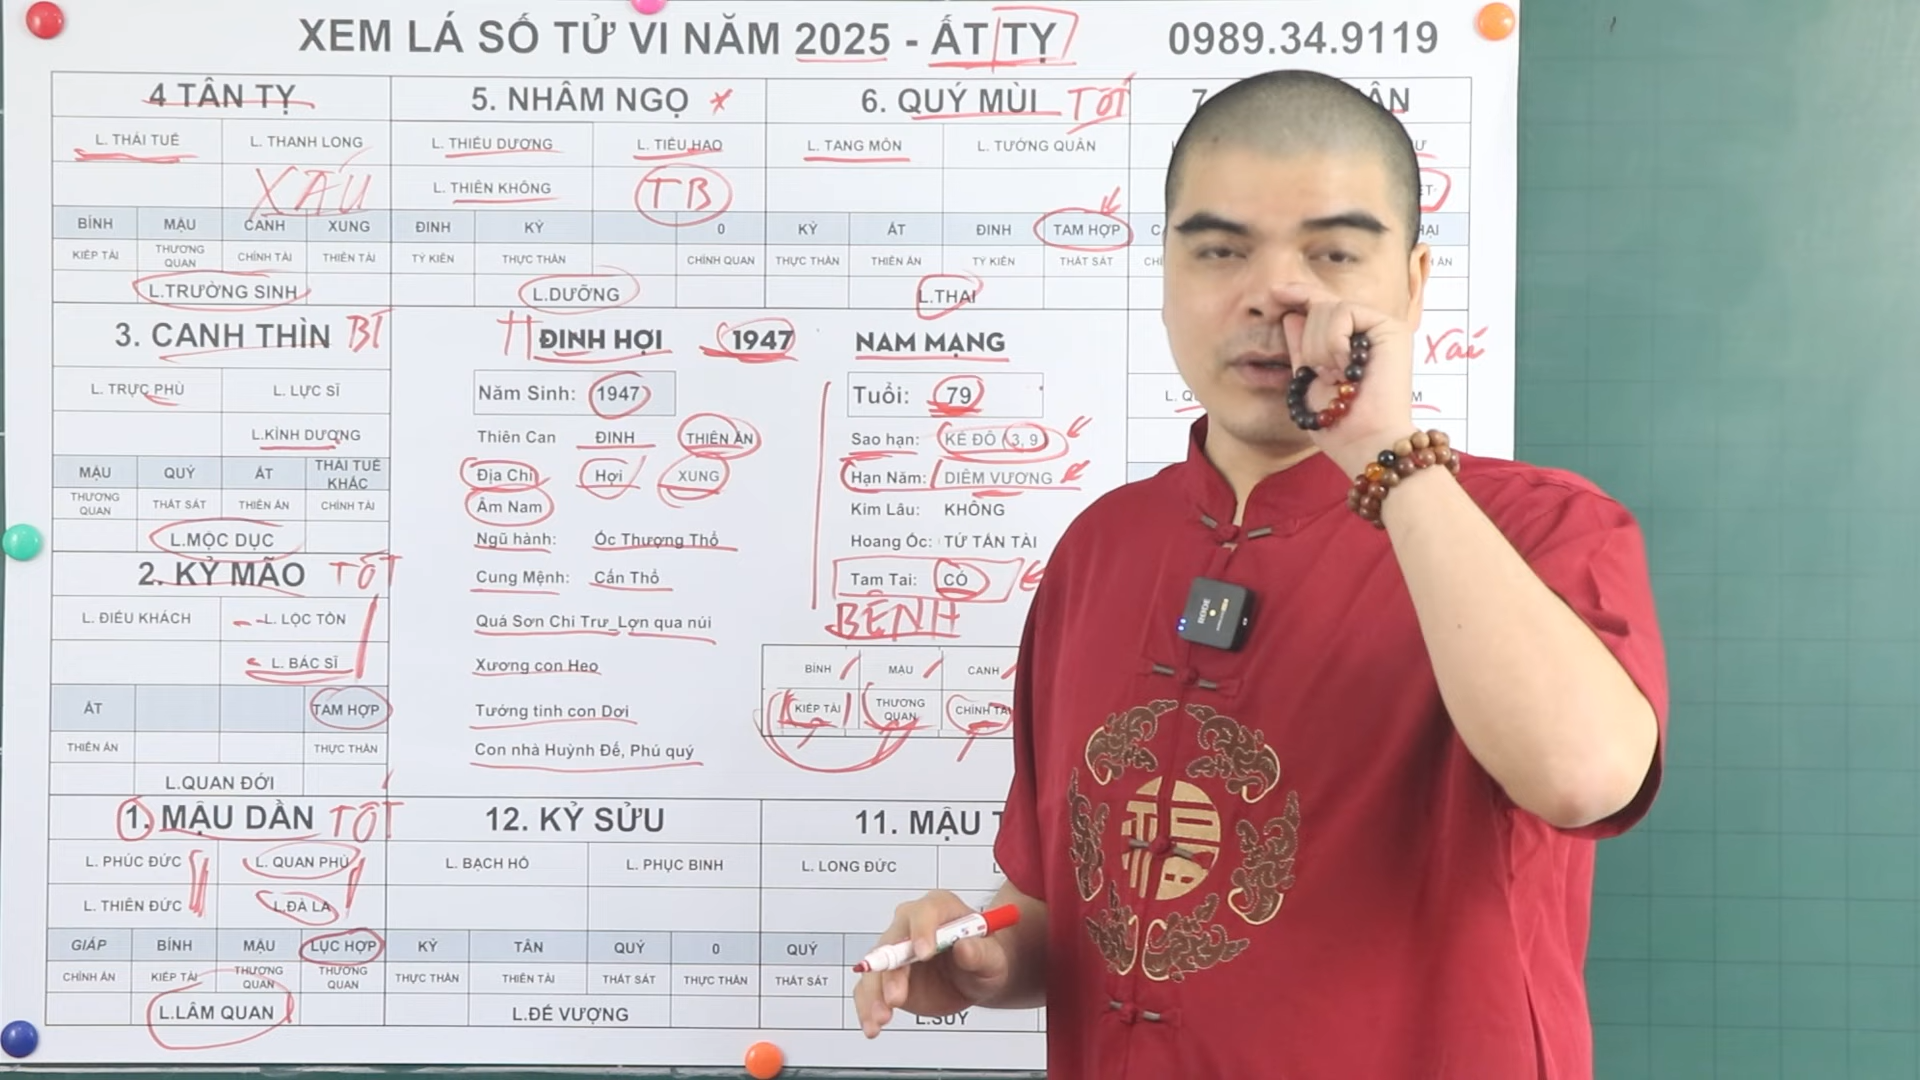 XEM LÁ SỐ TỬ VI NĂM 2025 - ẤT TỴ 0989.34.9119
4 TÂN TỴ
L. THÁI TUẾ L. THANH LONG
XẤU
BÍNH MẬU CANH XUNG
KIẾP TÀI THƯƠNG QUAN CHÍNH TÀI THIÊN TÀI
L.TRƯỜNG SINH
5. NHÂM NGỌ
L. THIẾU DƯƠNG L. TIỂU HAO
L. THIÊN KHÔNG TB
ĐINH KỶ 0
TỶ KIÊN THỰC THẦN CHÍNH QUAN
L.DƯỠNG
6. QUÝ MÙI TỐT
L. TANG MÔN L. TƯỚNG QUÂN
KỶ ẤT ĐINH TAM HỢP
THỰC THẦN THIÊN ẤN TỶ KIÊN THẤT SÁT
L.THAI
7.
3. CANH THÌN BT
L. TRỰC PHÙ L. LỰC SĨ
L.KÌNH DƯƠNG
MẬU QUÝ ẤT THÁI TUẾ KHẮC
THƯƠNG QUAN THẤT SÁT THIÊN ẤN CHÍNH TÀI
L.MỘC DỤC
ĐINH HỢI 1947 NAM MẠNG
Năm Sinh: 1947
Thiên Can ĐINH THIÊN ẤN
Địa Chi Hợi XUNG
Âm Nam
Ngũ hành: Ốc Thượng Thổ
Cung Mệnh: Cấn Thổ
Quá Sơn Chi Trư_Lợn qua núi
Xương con Heo
Tướng tinh con Dơi
Con nhà Huỳnh Đế, Phú quý
Tuổi: 79
Sao hạn: KẾ ĐÔ (3, 9)
Hạn Năm: DIÊM VƯƠNG
Kim Lâu: KHÔNG
Hoang Ốc: TỨ TẤN TÀI
Tam Tai: CÓ
BỆNH
BÍNH MẬU CANH
KIẾP TÀI THƯƠNG QUAN CHÍNH TÀI
Xấu
2. KỶ MÃO TỐT
L. ĐIẾU KHÁCH L. LỘC TỒN
L. BÁC SĨ
ẤT TAM HỢP
THIÊN ẤN THỰC THẦN
L.QUAN ĐỚI
1. MẬU DẦN TỐT
L. PHÚC ĐỨC L. QUAN PHỦ
L. THIÊN ĐỨC L.ĐÀ LA
GIÁP BÍNH MẬU LỤC HỢP
CHÍNH ẤN KIẾP TÀI THƯƠNG QUAN THƯƠNG QUAN
L.LÂM QUAN
12. KỶ SỬU
L. BẠCH HỔ L. PHỤC BINH
KỶ TÂN QUÝ 0
THỰC THẦN THIÊN TÀI THẤT SÁT THỰC THẦN
L.ĐẾ VƯỢNG
11. MẬU T
L. LONG ĐỨC
QUÝ
THẤT SÁT
L.SUY
福